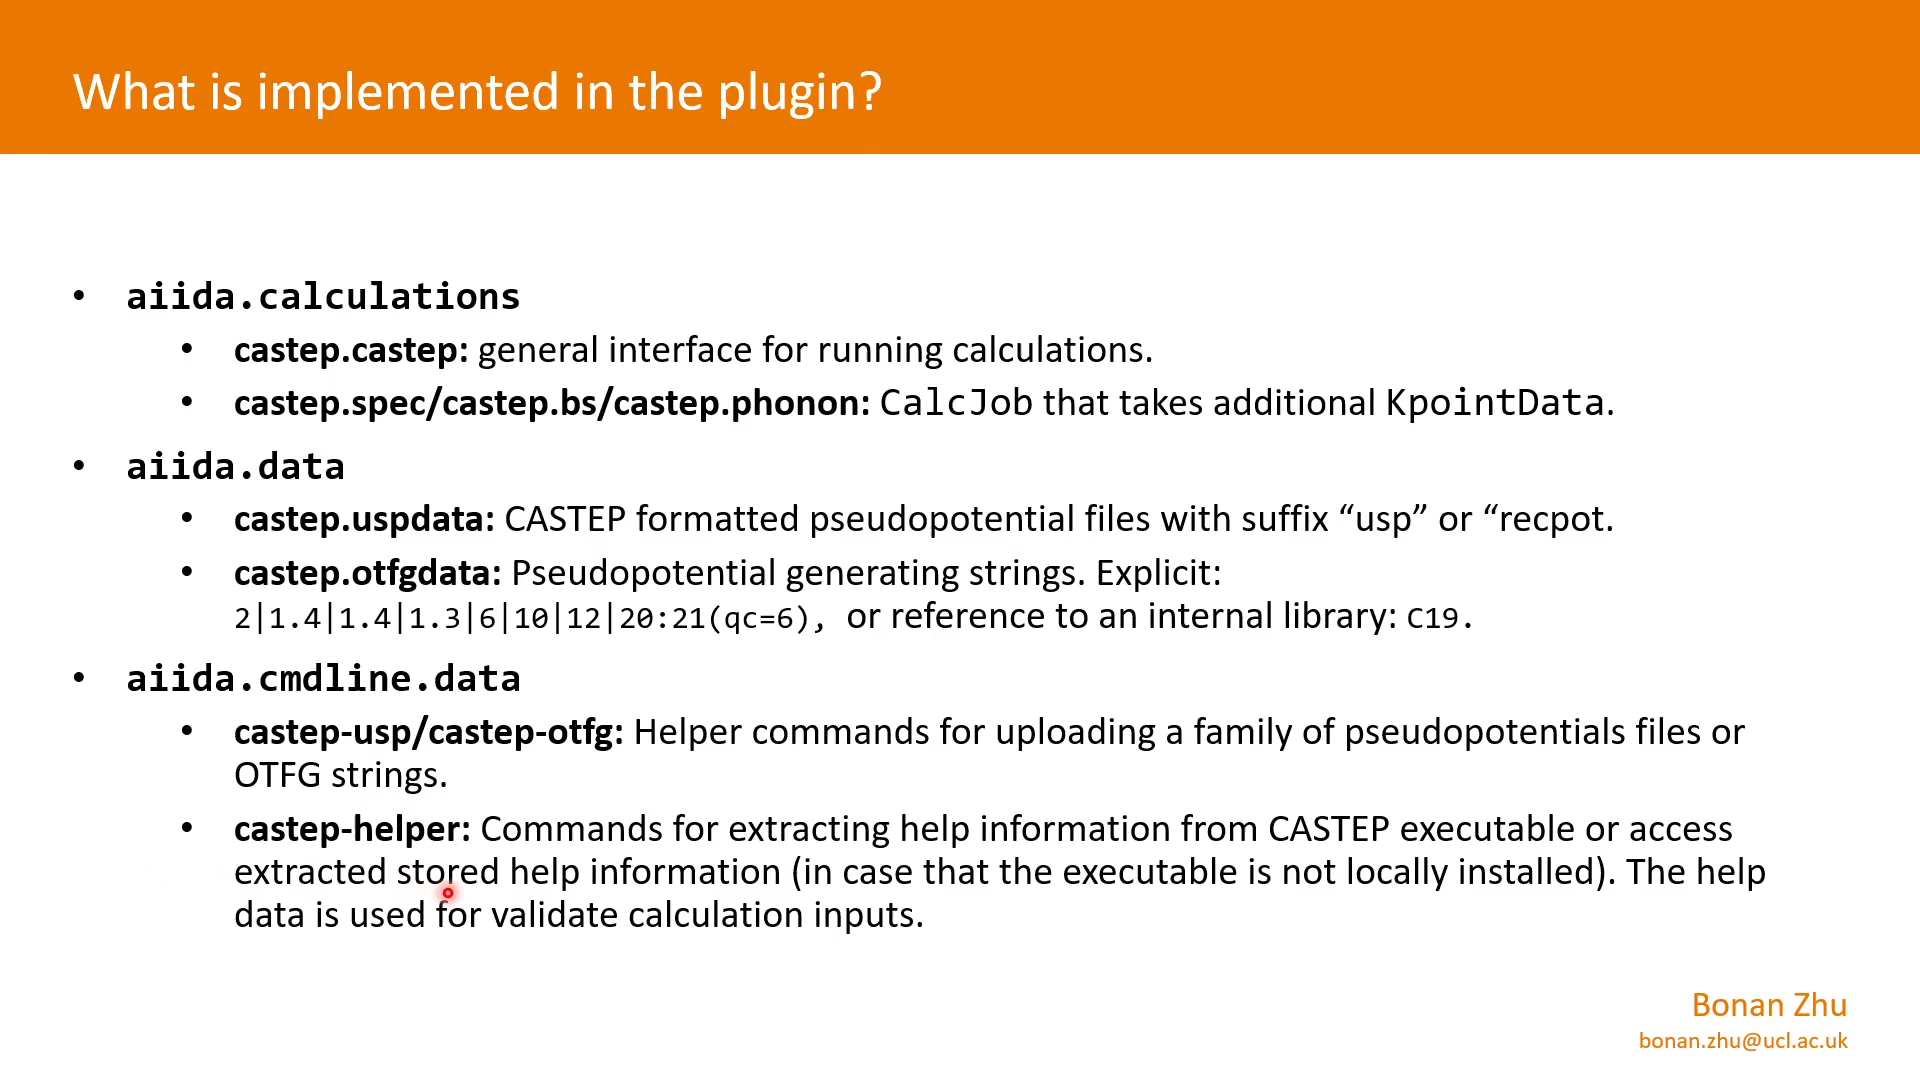 What is implemented in the plugin?
• aiida.calculations
• castep.castep: general interface for running calculations.
• castep.spec/castep.bs/castep.phonon: CalcJob that takes additional KpointData.
• aiida.data
• castep.uspdata: CASTEP formatted pseudopotential files with suffix “usp” or “recpot.
• castep.otfgdata: Pseudopotential generating strings. Explicit:
2|1.4|1.4|1.3|6|10|12|20:21(qc=6), or reference to an internal library: C19.
• aiida.cmdline.data
• castep-usp/castep-otfg: Helper commands for uploading a family of pseudopotentials files or
OTFG strings.
• castep-helper: Commands for extracting help information from CASTEP executable or access
extracted stored help information (in case that the executable is not locally installed). The help
data is used for validate calculation inputs.
Bonan Zhu
bonan.zhu@ucl.ac.uk